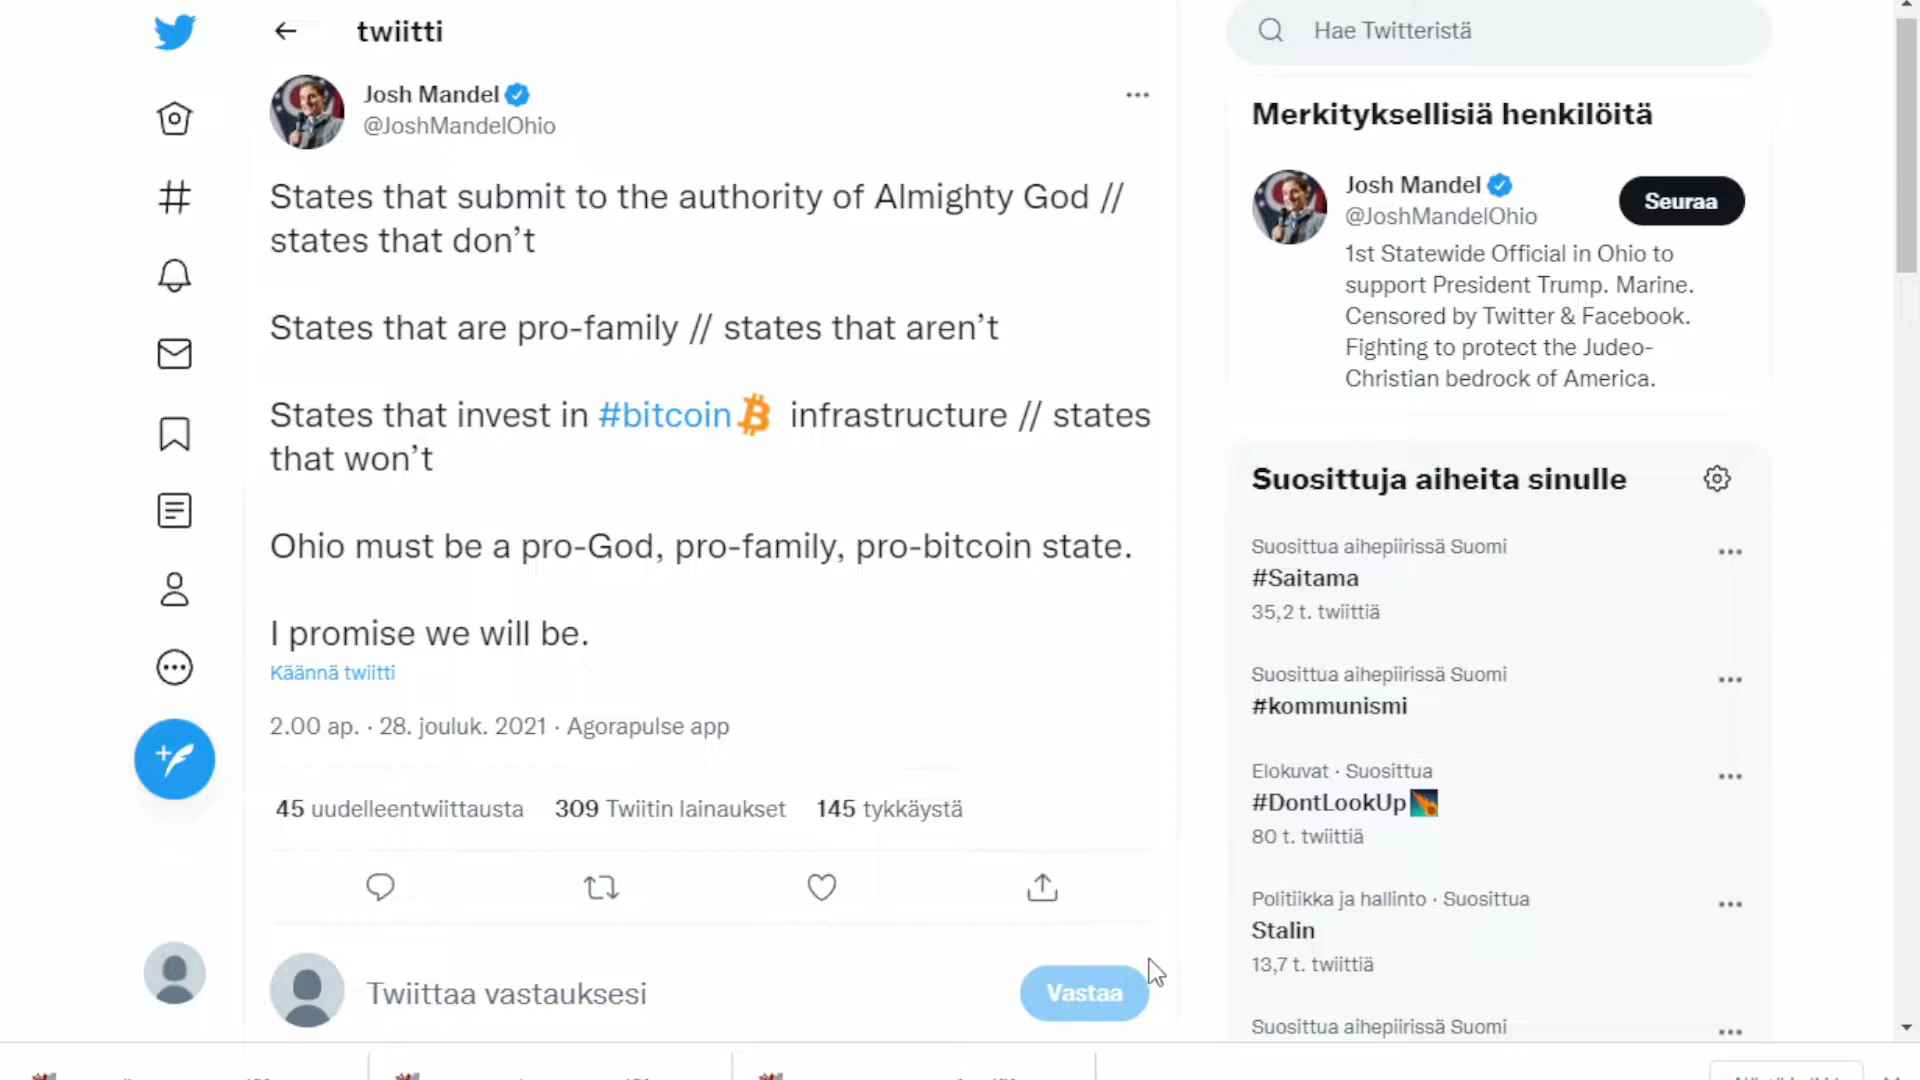 twiitti
Josh Mandel
@JoshMandelOhio
States that submit to the authority of Almighty God //
states that don’t
States that are pro-family // states that aren’t
States that invest in #bitcoin infrastructure // states
that won’t
Ohio must be a pro-God, pro-family, pro-bitcoin state.
I promise we will be.
Käännä twiitti
2.00 ap. · 28. jouluk. 2021 · Agorapulse app
45 uudelleentwiittausta 309 Twiitin lainaukset 145 tykkäystä
Twiittaa vastauksesi
Vastaa
Hae Twitteristä
Merkityksellisiä henkilöitä
Josh Mandel
@JoshMandelOhio
Seuraa
1st Statewide Official in Ohio to
support President Trump. Marine.
Censored by Twitter & Facebook.
Fighting to protect the Judeo-
Christian bedrock of America.
Suosittuja aiheita sinulle
Suosittua aihepiirissä Suomi
#Saitama
35,2 t. twiittiä
Suosittua aihepiirissä Suomi
#kommunismi
Elokuvat · Suosittua
#DontLookUp
80 t. twiittiä
Politiikka ja hallinto · Suosittua
Stalin
13,7 t. twiittiä
Suosittua aihepiirissä Suomi